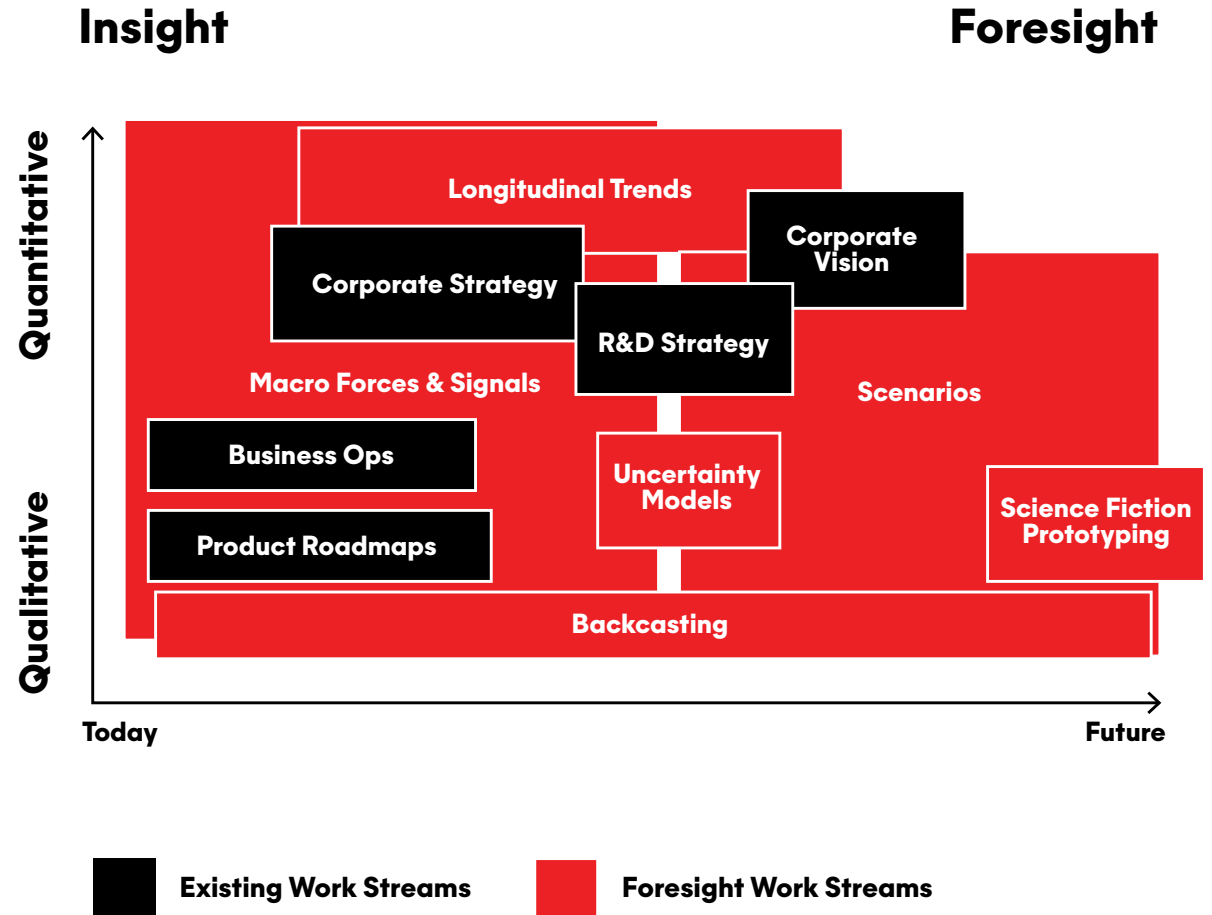 Insight
Foresight
Quantitative
Qualitative
Longitudinal Trends
Corporate
Vision
Corporate Strategy
R&D Strategy
Macro Forces & Signals
Scenarios
Business Ops
Uncertainty
Models
Science Fiction
Prototyping
Product Roadmaps
Backcasting
Today
Future
Existing Work Streams
Foresight Work Streams